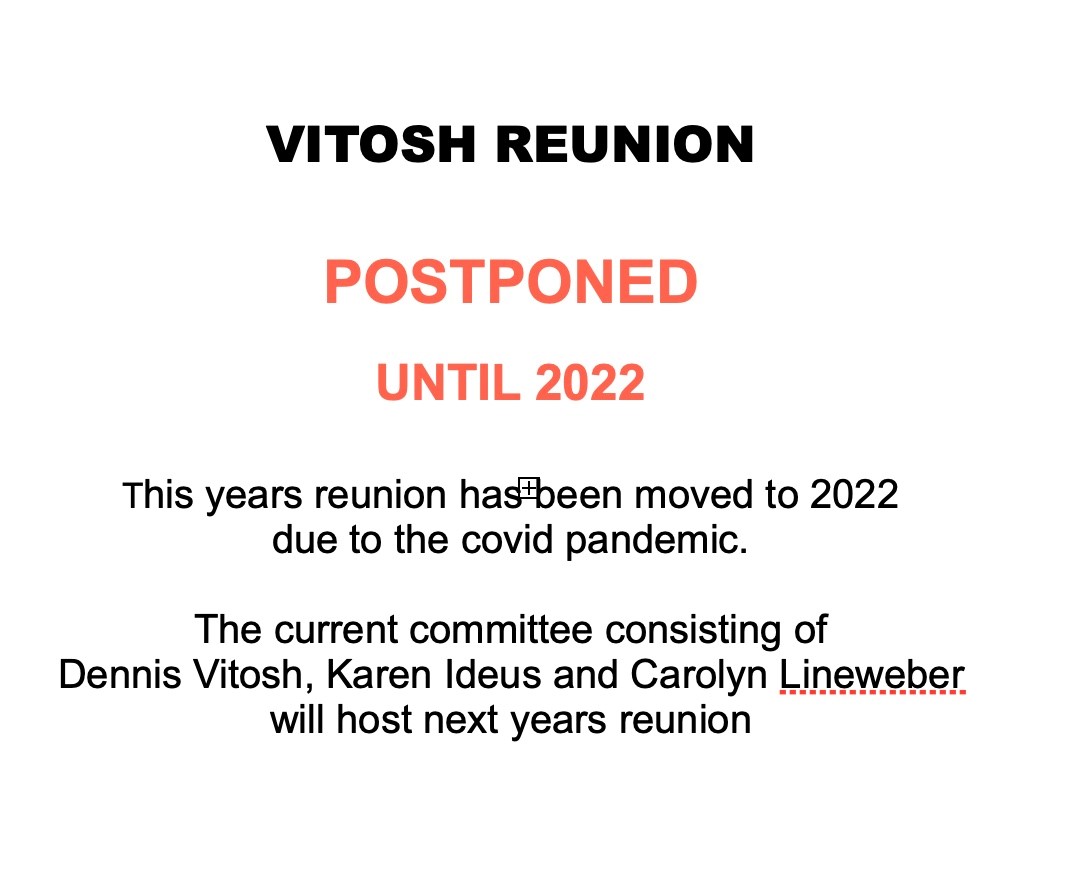 VITOSH REUNION
POSTPONED
UNTIL 2022
This years reunion has been moved to 2022
due to the covid pandemic.
The current committee consisting of
Dennis Vitosh, Karen Ideus and Carolyn Lineweber
will host next years reunion